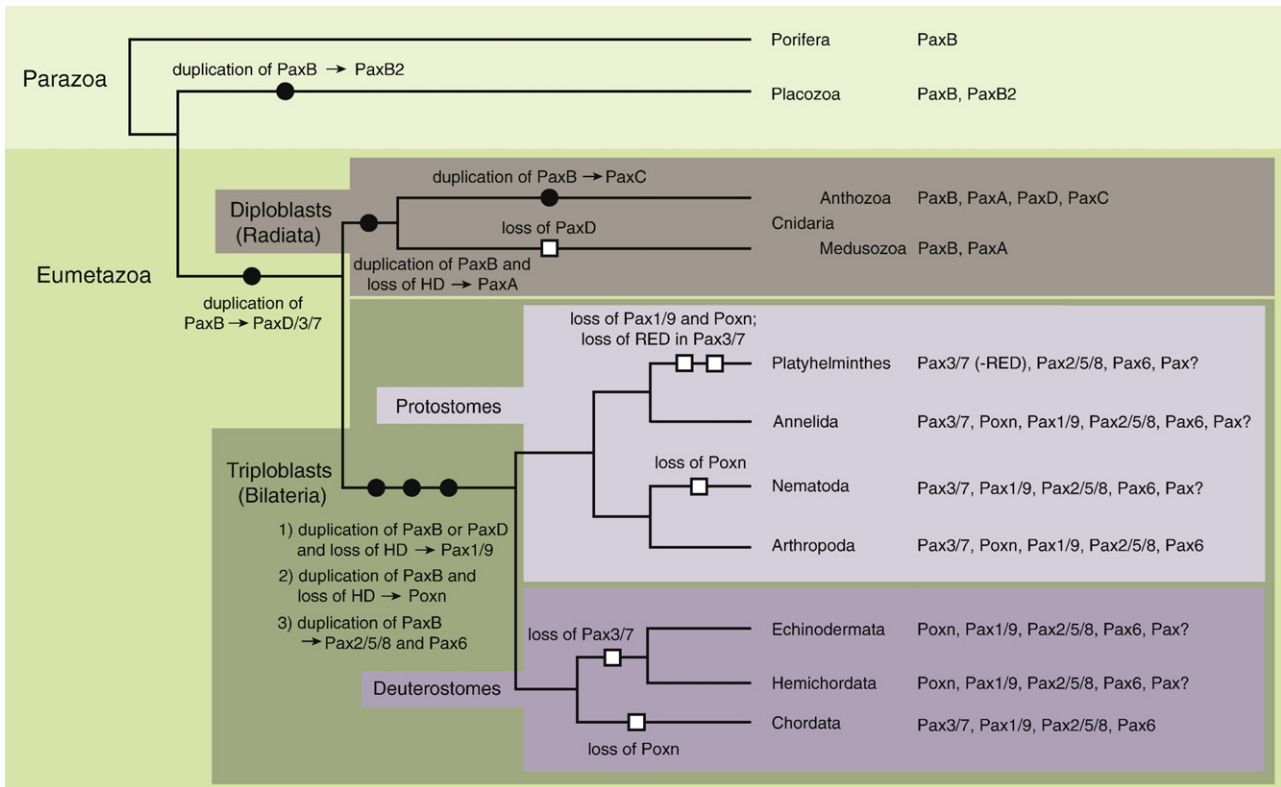 Parazoa
duplication of PaxB → PaxB2
Porifera PaxB
Placozoa PaxB, PaxB2
Eumetazoa
duplication of
PaxB → PaxD/3/7
Diploblasts
(Radiata)
duplication of PaxB → PaxC
loss of PaxD
duplication of PaxB and
loss of HD → PaxA
Anthozoa PaxB, PaxA, PaxD, PaxC
Cnidaria
Medusozoa PaxB, PaxA
Triploblasts
(Bilateria)
1) duplication of PaxB or PaxD
and loss of HD → Pax1/9
2) duplication of PaxB and
loss of HD → Poxn
3) duplication of PaxB
→ Pax2/5/8 and Pax6
Protostomes
loss of Pax1/9 and Poxn;
loss of RED in Pax3/7
Platyhelminthes Pax3/7 (-RED), Pax2/5/8, Pax6, Pax?
Annelida Pax3/7, Poxn, Pax1/9, Pax2/5/8, Pax6, Pax?
loss of Poxn
Nematoda Pax3/7, Pax1/9, Pax2/5/8, Pax6, Pax?
Arthropoda Pax3/7, Poxn, Pax1/9, Pax2/5/8, Pax6
Deuterostomes
loss of Pax3/7
Echinodermata Poxn, Pax1/9, Pax2/5/8, Pax6, Pax?
Hemichordata Poxn, Pax1/9, Pax2/5/8, Pax6, Pax?
Chordata Pax3/7, Pax1/9, Pax2/5/8, Pax6
loss of Poxn